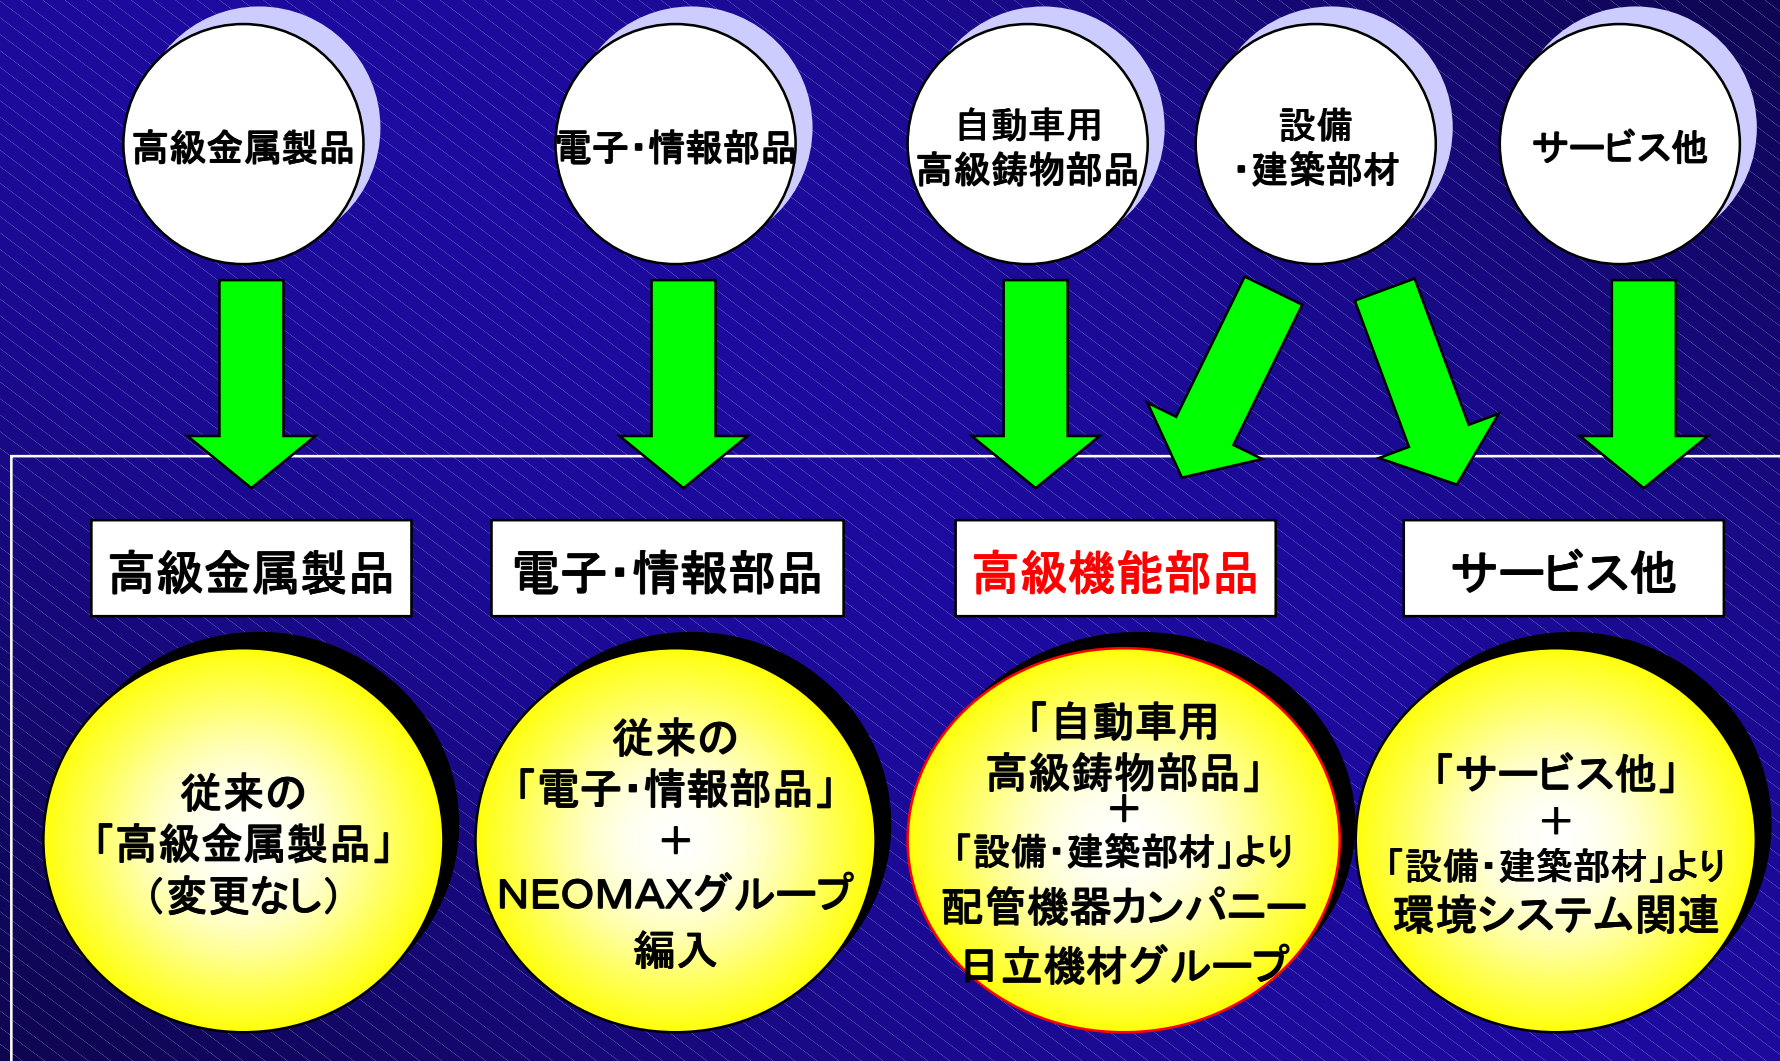 高級金属製品
電子・情報部品
自動車用
高級鋳物部品
設備
・建築部材
サービス他
高級金属製品
電子・情報部品
高級機能部品
サービス他
従来の
「高級金属製品」
(変更なし)
従来の
「電子・情報部品」
+
NEOMAXグループ
編入
「自動車用
高級鋳物部品」
+
「設備・建築部材」より
配管機器カンパニー
日立機材グループ
「サービス他」
+
「設備・建築部材」より
環境システム関連